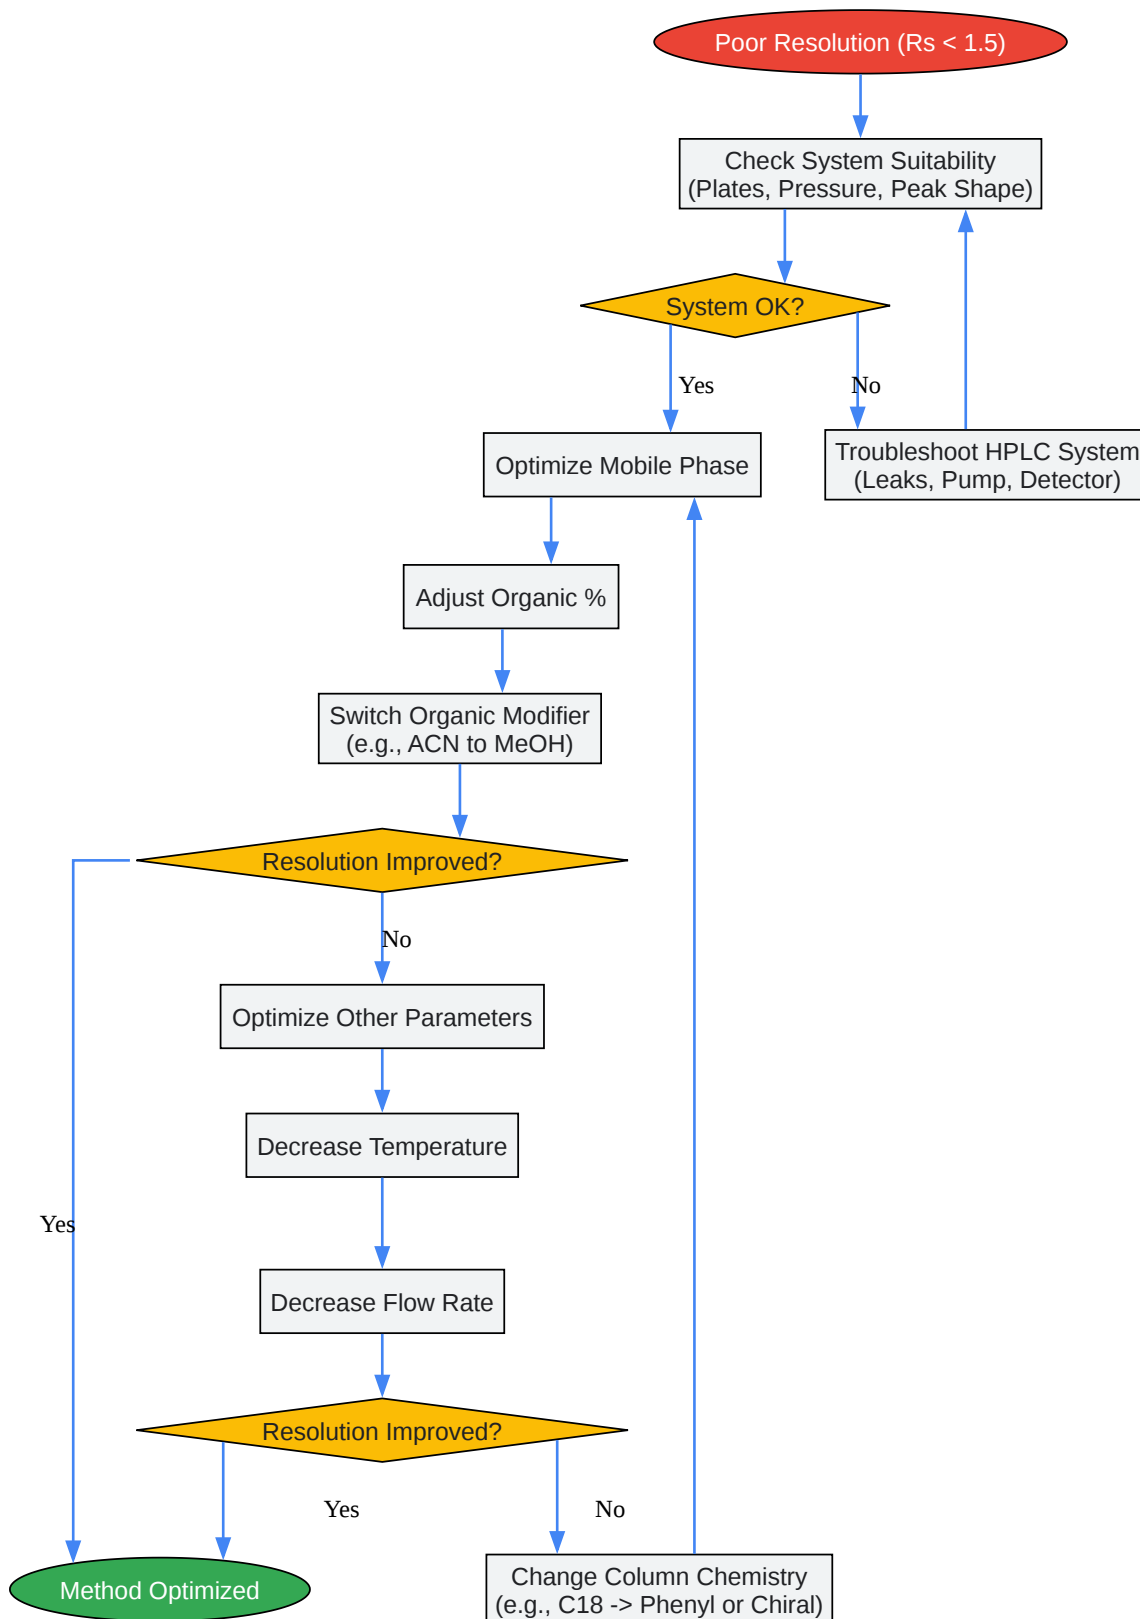 Poor Resolution (Rs < 1.5)
Check System Suitability
(Plates, Pressure, Peak Shape)
System OK?
Yes
No
Optimize Mobile Phase
Troubleshoot HPLC System
(Leaks, Pump, Detector)
Adjust Organic %
Switch Organic Modifier
(e.g., ACN to MeOH)
Resolution Improved?
No
Optimize Other Parameters
Decrease Temperature
Yes
Decrease Flow Rate
Resolution Improved?
Yes
No
Method Optimized
Change Column Chemistry
(e.g., C18 -> Phenyl or Chiral)